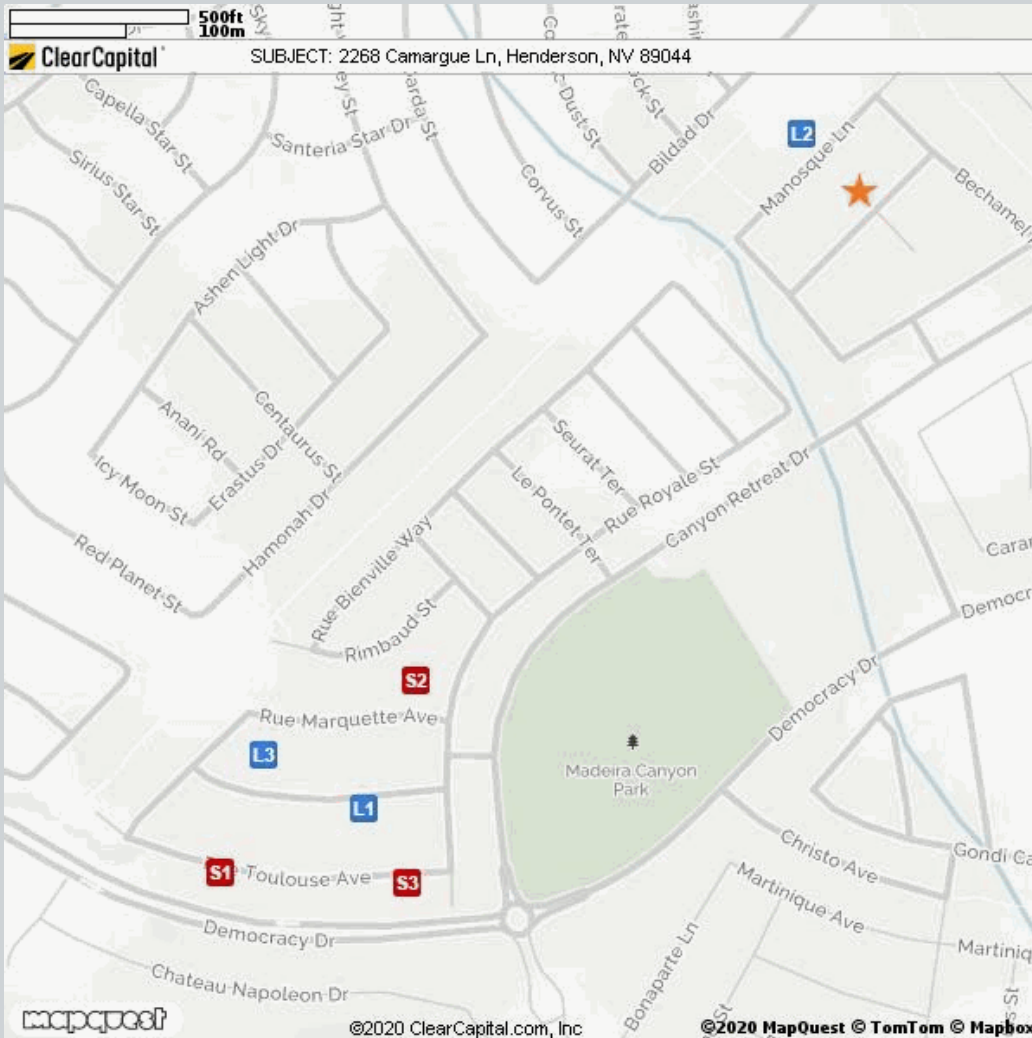 500ft
100m
ClearCapital
SUBJECT: 2268 Camargue Ln, Henderson, NV 89044
Capella Star St
Santeria Star Dr
Sirius Star St
Corvus St
Bildad Dr
L2
Manosque Ln
Bechamel
Ashen Light Dr
Anani Rd
Centaurus St
Erastus Dr
Icy Moon St
Hamonah Dr
Red Planet St
Seurat Ter
Le Pontet Ter
Rue Royale St
Canyon Retreat Dr
Rue Bienville Way
Rimbaud St
S2
Rue Marquette Ave
L3
L1
S1
Toulouse Ave
S3
Democracy Dr
Democracy Dr
Madeira Canyon
Park
Christo Ave
Martinique Ave
Gondi Ca
Martiniq
Bonaparte Ln
Chateau Napoleon Dr
mapquest
©2020 ClearCapital.com, Inc
©2020 MapQuest © TomTom © Mapbox